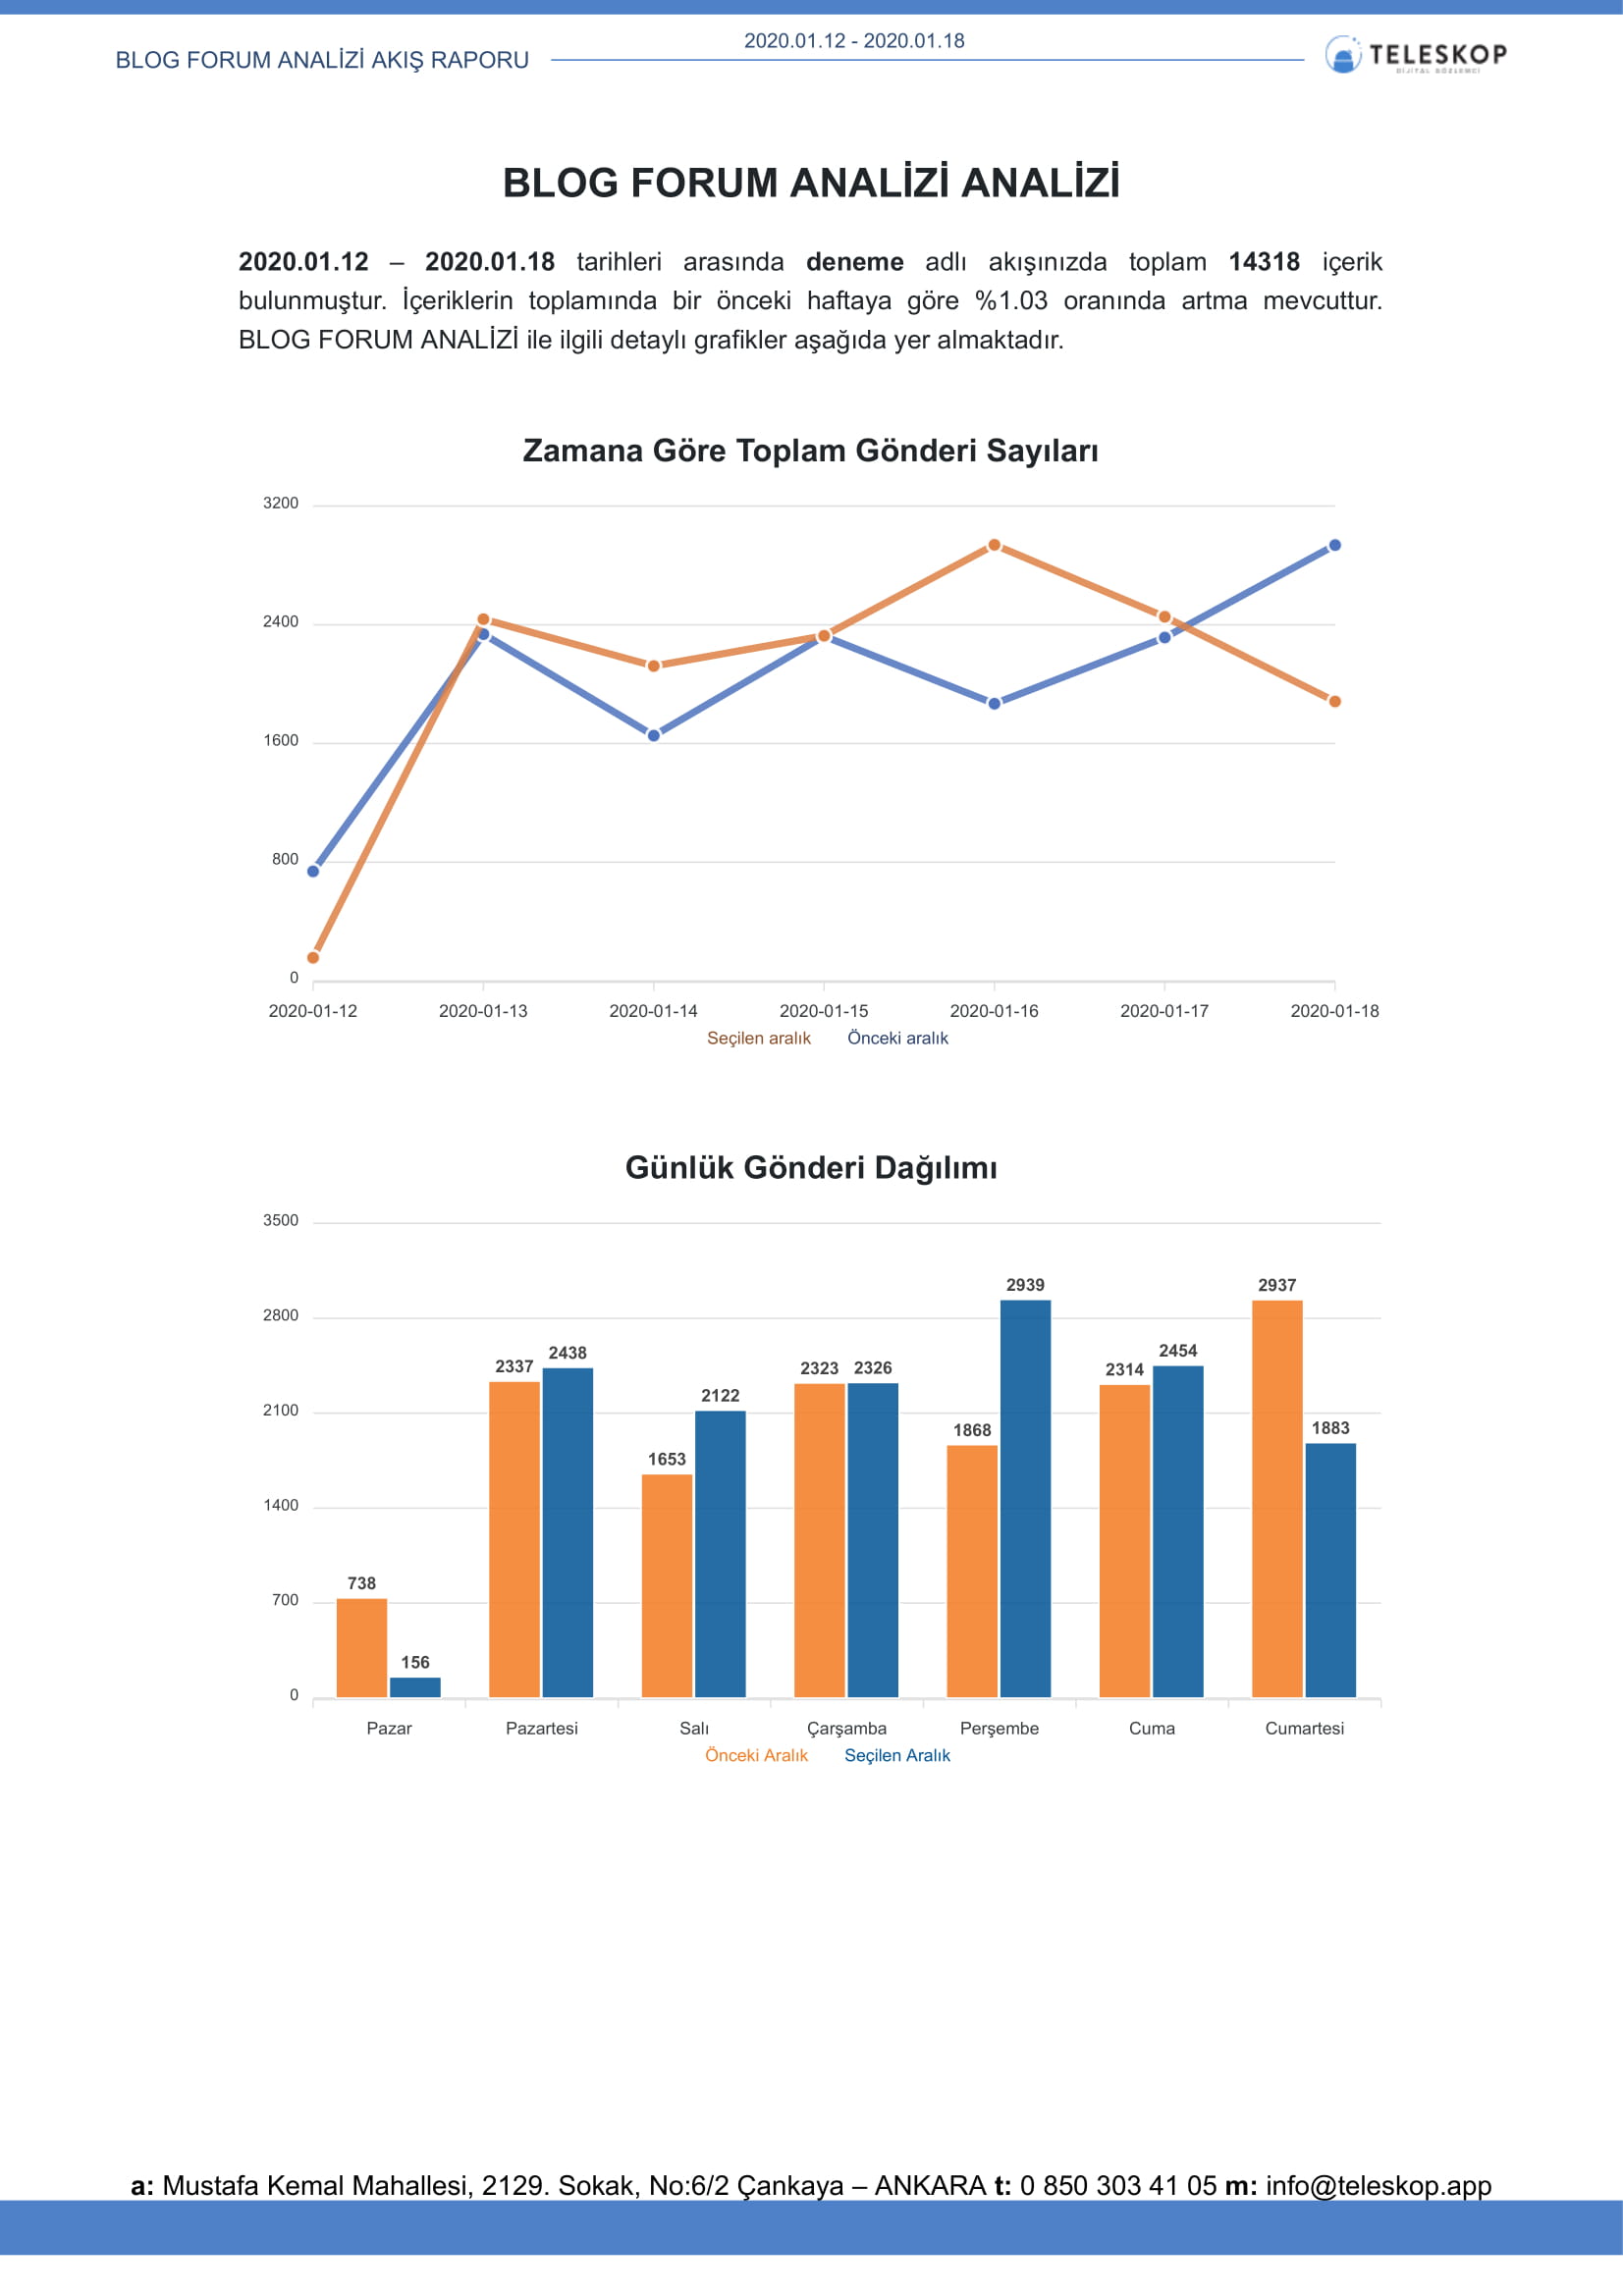 BLOG FORUM ANALİZİ AKIŞ RAPORU
2020.01.12 - 2020.01.18
TELESKOP
DİJİTAL GÖZLEMCİ
BLOG FORUM ANALİZİ ANALİZİ
2020.01.12 – 2020.01.18 tarihleri arasında deneme adlı akışınızda toplam 14318 içerik
bulunmuştur. İçeriklerin toplamında bir önceki haftaya göre %1.03 oranında artma mevcuttur.
BLOG FORUM ANALİZİ ile ilgili detaylı grafikler aşağıda yer almaktadır.
Zamana Göre Toplam Gönderi Sayıları
3200
2400
1600
800
0
2020-01-12 2020-01-13 2020-01-14 2020-01-15 2020-01-16 2020-01-17 2020-01-18
Seçilen aralık Önceki aralık
Günlük Gönderi Dağılımı
3500
2800
2100
1400
700
0
738 156 2337 2438 1653 2122 2323 2326 1868 2939 2314 2454 2937 1883
Pazar Pazartesi Salı Çarşamba Perşembe Cuma Cumartesi
Önceki Aralık Seçilen Aralık
a: Mustafa Kemal Mahallesi, 2129. Sokak, No:6/2 Çankaya – ANKARA t: 0 850 303 41 05 m: info@teleskop.app